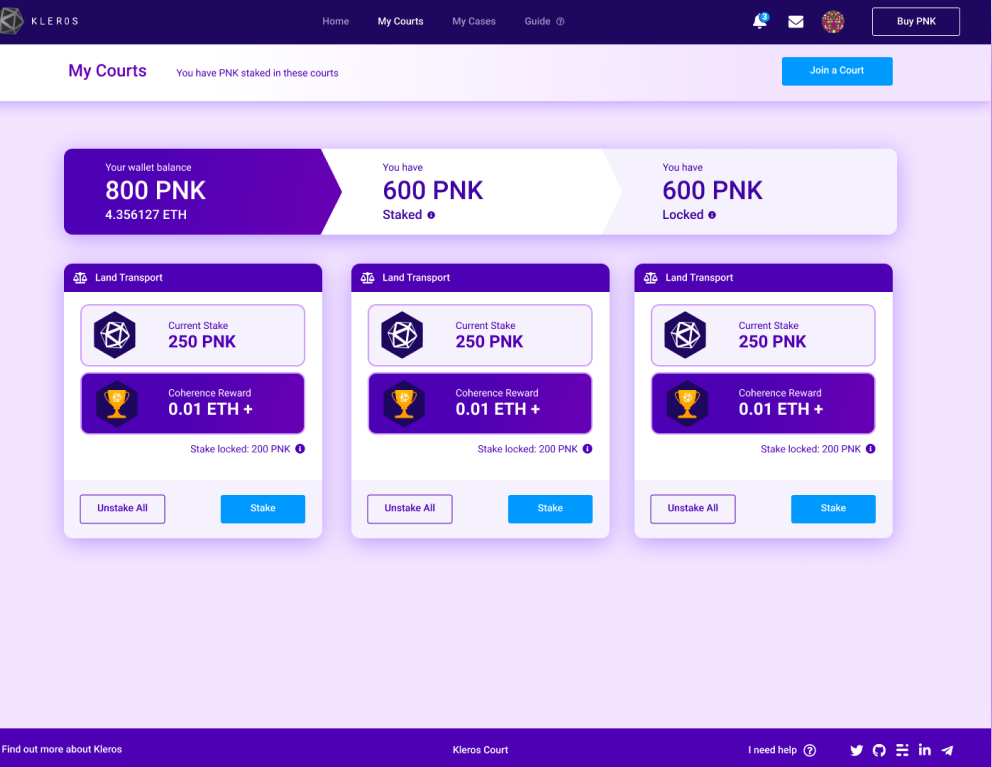 KLEROS
Home
My Courts
My Cases
Guide
3
Buy PNK
My Courts
You have PNK staked in these courts
Join a Court
Your wallet balance
800 PNK
4.356127 ETH
You have
600 PNK
Staked
You have
600 PNK
Locked
Land Transport
Current Stake
250 PNK
Coherence Reward
0.01 ETH +
Stake locked: 200 PNK
Unstake All
Stake
Land Transport
Current Stake
250 PNK
Coherence Reward
0.01 ETH +
Stake locked: 200 PNK
Unstake All
Stake
Land Transport
Current Stake
250 PNK
Coherence Reward
0.01 ETH +
Stake locked: 200 PNK
Unstake All
Stake
Find out more about Kleros
Kleros Court
I need help